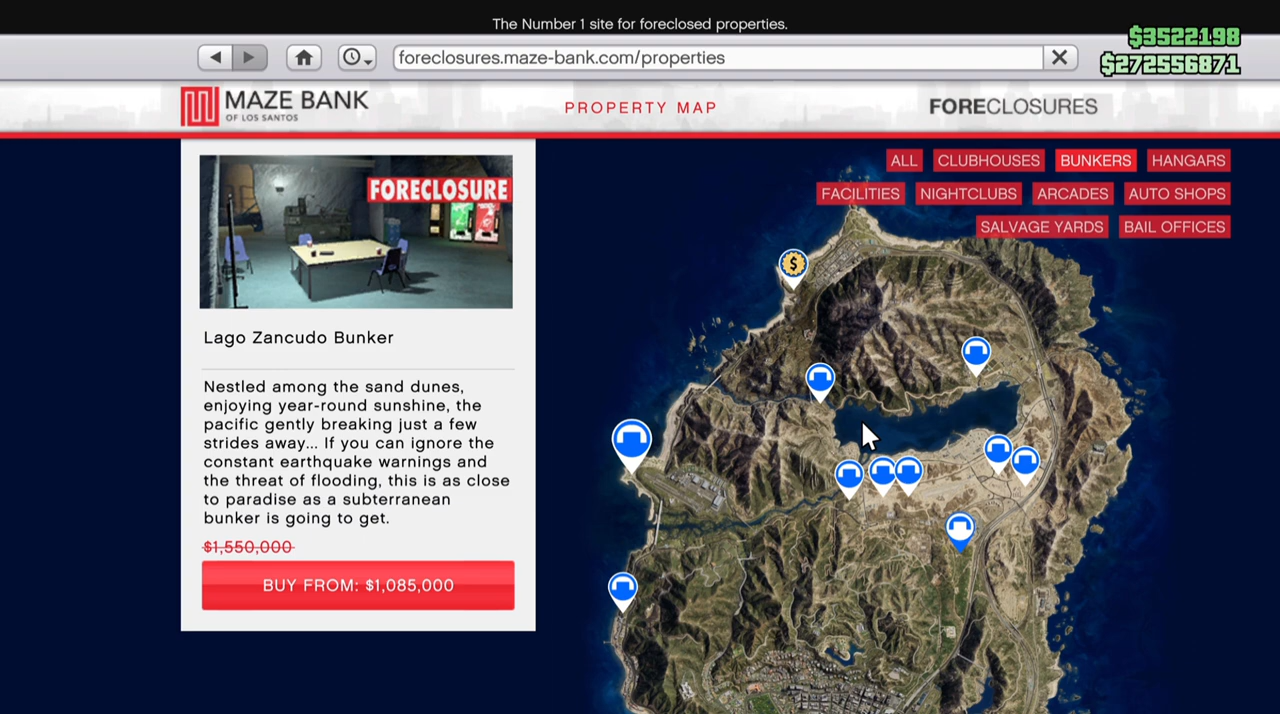 The Number 1 site for foreclosed properties.
$3522198
foreclosures.maze-bank.com/properties
$272556871
MAZE BANK
OF LOS SANTOS
PROPERTY MAP
FORECLOSURES
ALL
CLUBHOUSES
BUNKERS
HANGARS
FORECLOSURE
FACILITIES
NIGHTCLUBS
ARCADES
AUTO SHOPS
SALVAGE YARDS
BAIL OFFICES
$
Lago Zancudo Bunker
Nestled among the sand dunes,
enjoying year-round sunshine, the
pacific gently breaking just a few
strides away... If you can ignore the
constant earthquake warnings and
the threat of flooding, this is as close
to paradise as a subterranean
bunker is going to get.
$1,550,000
BUY FROM: $1,085,000